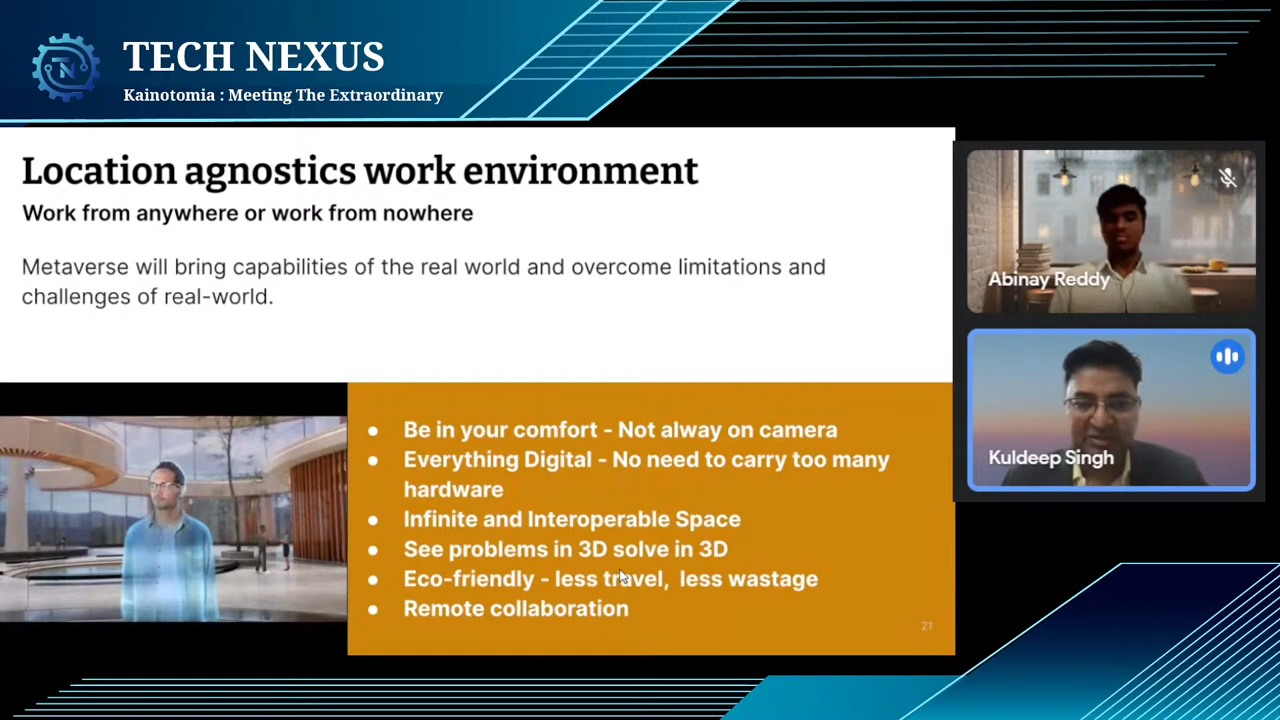 TECH NEXUS
Kainotomia : Meeting The Extraordinary
Location agnostics work environment
Work from anywhere or work from nowhere
Metaverse will bring capabilities of the real world and overcome limitations and
challenges of real-world.
● Be in your comfort - Not alway on camera
● Everything Digital - No need to carry too many
hardware
● Infinite and Interoperable Space
● See problems in 3D solve in 3D
● Eco-friendly - less travel, less wastage
● Remote collaboration
21
Abinay Reddy
Kuldeep Singh